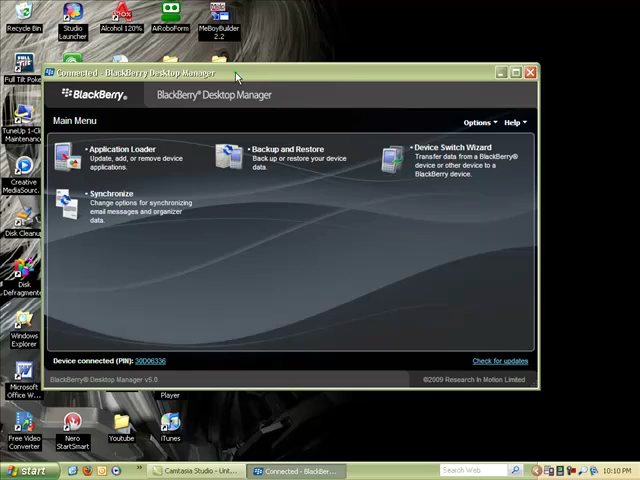 Recycle Bin
Studio Launcher
Alcohol 120%
AiRoboForm
MeBoyBuilder 2.2
Full Tilt Poke
TuneUp 1-Cli
Maintenance
Creative
MediaSourc..
Disk Cleanu
Disk
Defragmente
Windows
Explorer
Microsoft
Office W...
Free Video
Converter
Nero
StartSmart
Youtube
iTunes
Player
Connected - BlackBerry Desktop Manager
BlackBerry
BlackBerry® Desktop Manager
Main Menu
Options
Help
Application Loader
Update, add, or remove device
applications.
Backup and Restore
Back up or restore your device
data.
Device Switch Wizard
Transfer data from a BlackBerry®
device or other device to a
BlackBerry device.
Synchronize
Change options for synchronizing
email messages and organizer
data.
Device connected (PIN): 30D06336
Check for updates
BlackBerry® Desktop Manager v5.0
©2009 Research In Motion Limited
start
Camtasia Studio - Unt...
Connected - BlackBer...
Search Web
10:10 PM